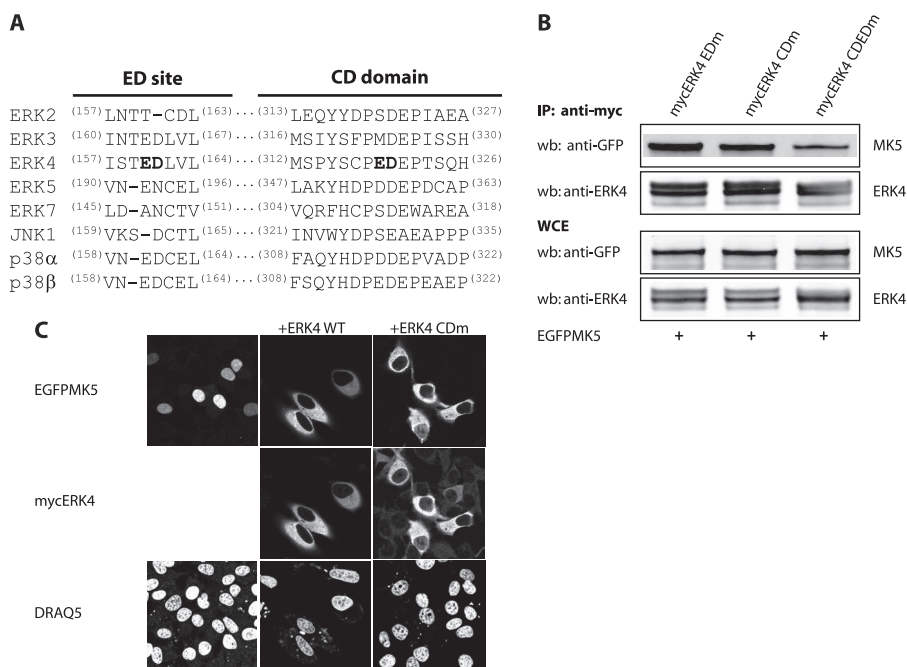 A
ED site CD domain
ERK2 (157)LNTT-CDL(163) ... (313)LEQYYDPSDEPIAEA(327)
ERK3 (160)INTEDLVL(167) ... (316)MSIYSFPMDEPISSH(330)
ERK4 (157)ISTEDLVL(164) ... (312)MSPYSCPEDEPTSQH(326)
ERK5 (190)VN-ENCEL(196) ... (347)LAKYHDPDDEPDCAP(363)
ERK7 (145)LD-ANCTV(151) ... (304)VQRFHCPSDEWAREA(318)
JNK1 (159)VKS-DCTL(165) ... (321)INVWYDPSEAEAPPP(335)
p38α (158)VN-EDCEL(164) ... (308)FAQYHDPDDEPVADP(322)
p38β (158)VN-EDCEL(164) ... (308)FSQYHDPEDEPEAEP(322)
B
mycERK4 EDm
mycERK4 CDm
mycERK4 CDEDm
IP: anti-myc
wb: anti-GFP MK5
wb: anti-ERK4 ERK4
WCE
wb: anti-GFP MK5
wb: anti-ERK4 ERK4
EGFPMK5 + + +
C
+ERK4 WT +ERK4 CDm
EGFPMK5
mycERK4
DRAQ5